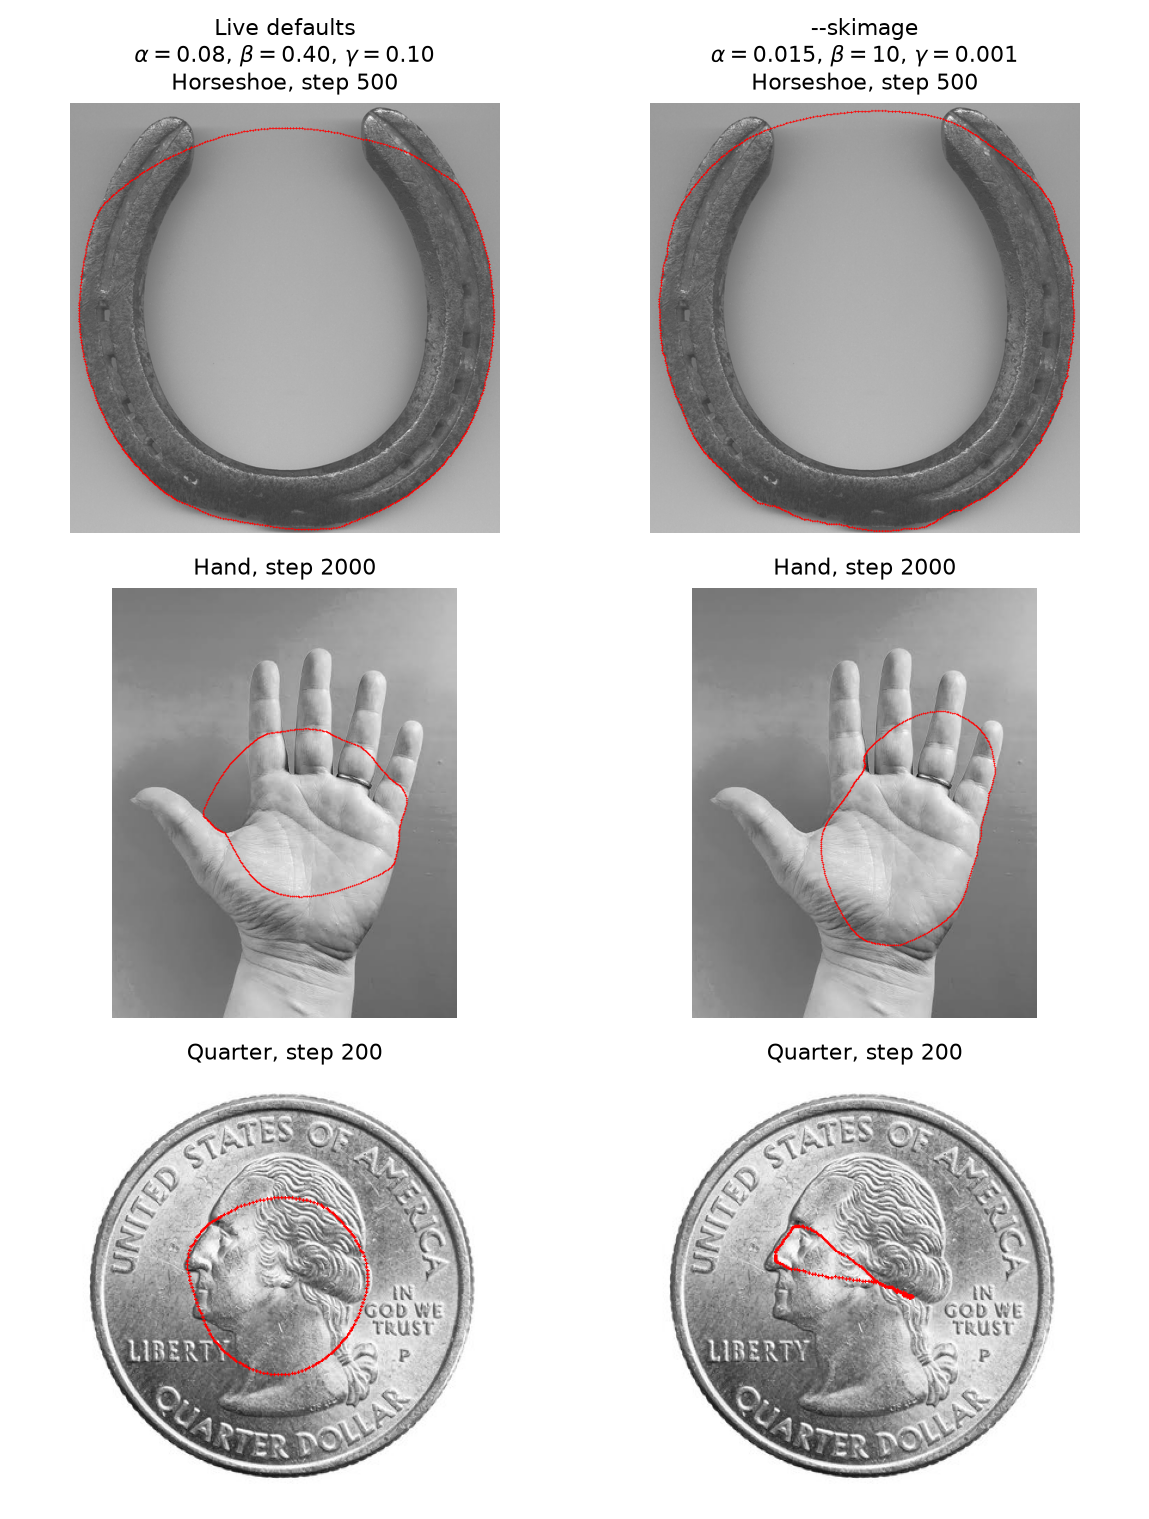 Live defaults
α = 0.08, β = 0.40, γ = 0.10
Horseshoe, step 500
--skimage
α = 0.015, β = 10, γ = 0.001
Horseshoe, step 500
Hand, step 2000
Hand, step 2000
Quarter, step 200
Quarter, step 200
UNITED STATES OF AMERICA
IN
GOD WE
TRUST
LIBERTY
P
QUARTER DOLLAR
UNITED STATES OF AMERICA
IN
GOD WE
TRUST
LIBERTY
P
QUARTER DOLLAR